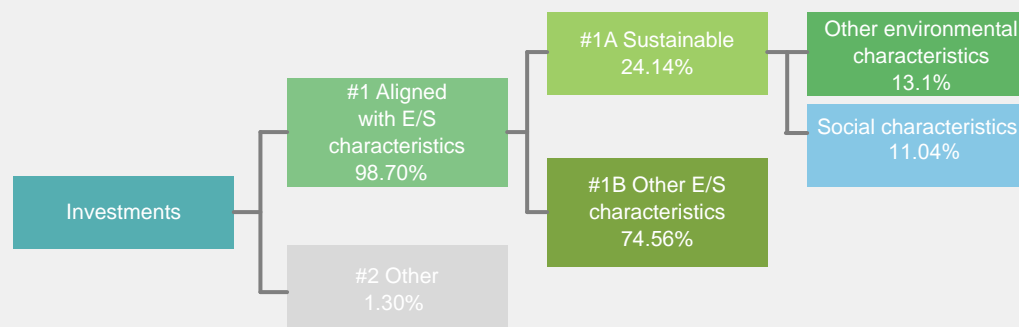 Investments
#1 Aligned
with E/S
characteristics
98.70%
#2 Other
1.30%
#1A Sustainable
24.14%
#1B Other E/S
characteristics
74.56%
Other environmental
characteristics
13.1%
Social characteristics
11.04%